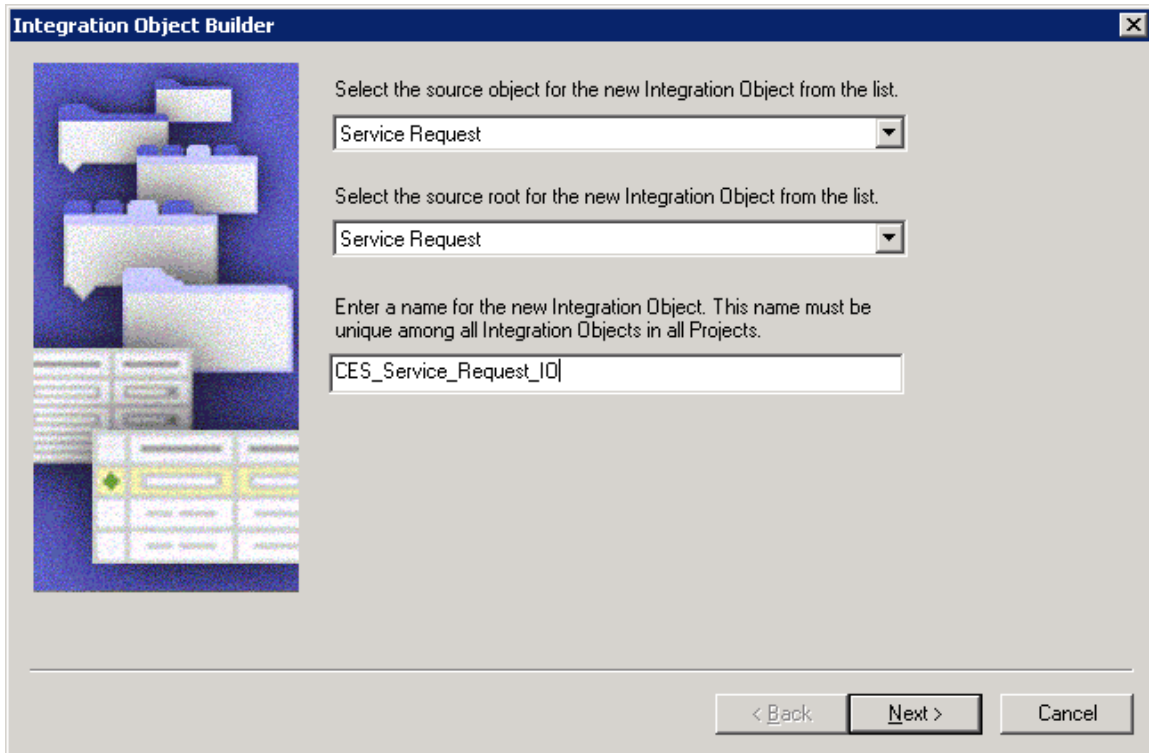 Integration Object Builder
Select the source object for the new Integration Object from the list.
Service Request
Select the source root for the new Integration Object from the list.
Service Request
Enter a name for the new Integration Object. This name must be
unique among all Integration Objects in all Projects.
CES_Service_Request_IO
< Back
Next >
Cancel